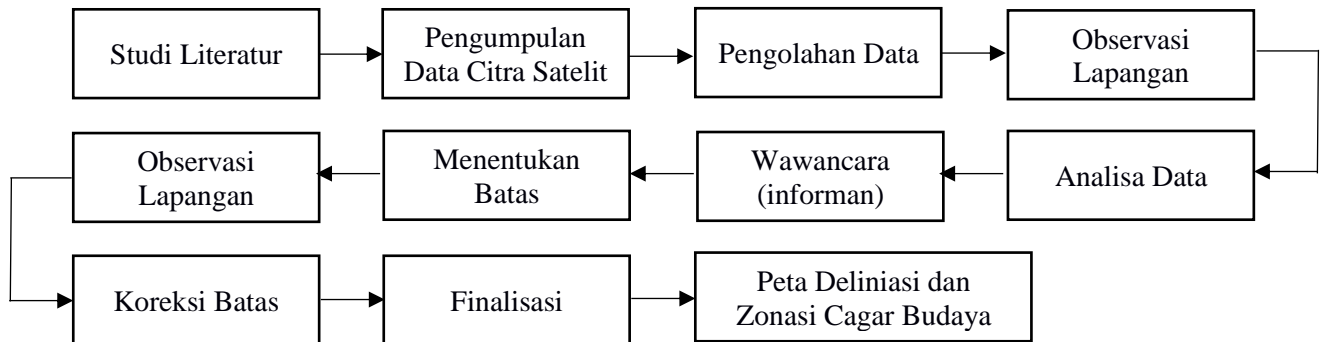 Studi Literatur
Pengumpulan
Data Citra Satelit
Pengolahan Data
Observasi
Lapangan
Analisa Data
Wawancara
(informan)
Menentukan
Batas
Observasi
Lapangan
Koreksi Batas
Finalisasi
Peta Deliniasi dan
Zonasi Cagar Budaya